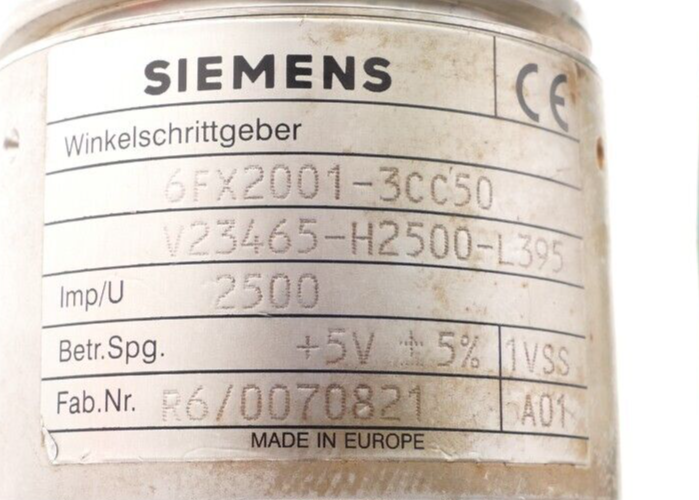 SIEMENS CE
Winkelschrittgeber
6FX2001-3CC50
V23465-H2500-L395
Imp/U 2500
Betr.Spg. +5V ± 5% 1VSS
Fab.Nr. R6/0070821 A01
MADE IN EUROPE